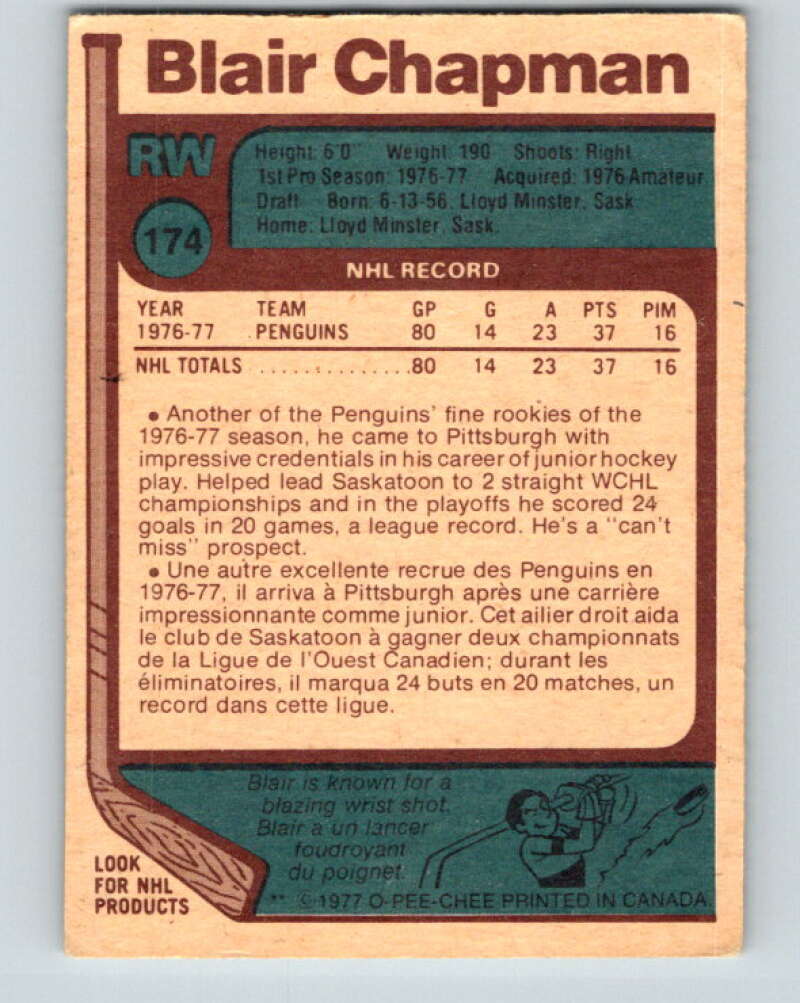 Blair Chapman
RW
Height: 6'0" Weight: 190 Shoots: Right
1st Pro Season: 1976-77 Acquired: 1976 Amateur
Draft Born: 6-13-56, Lloyd Minster, Sask
Home: Lloyd Minster, Sask.
174
NHL RECORD
YEAR TEAM GP G A PTS PIM
1976-77 PENGUINS 80 14 23 37 16
NHL TOTALS ...............80 14 23 37 16
• Another of the Penguins' fine rookies of the
1976-77 season, he came to Pittsburgh with
impressive credentials in his career of junior hockey
play. Helped lead Saskatoon to 2 straight WCHL
championships and in the playoffs he scored 24
goals in 20 games, a league record. He's a "can't
miss" prospect.
• Une autre excellente recrue des Penguins en
1976-77, il arriva à Pittsburgh après une carrière
impressionnante comme junior. Cet ailier droit aida
le club de Saskatoon à gagner deux championnats
de la Ligue de l'Ouest Canadien; durant les
éliminatoires, il marqua 24 buts en 20 matches, un
record dans cette ligue.
Blair is known for a
blazing wrist shot.
Blair a un lancer
foudroyant
du poignet.
LOOK
FOR NHL
PRODUCTS
** © 1977 O-PEE-CHEE PRINTED IN CANADA.